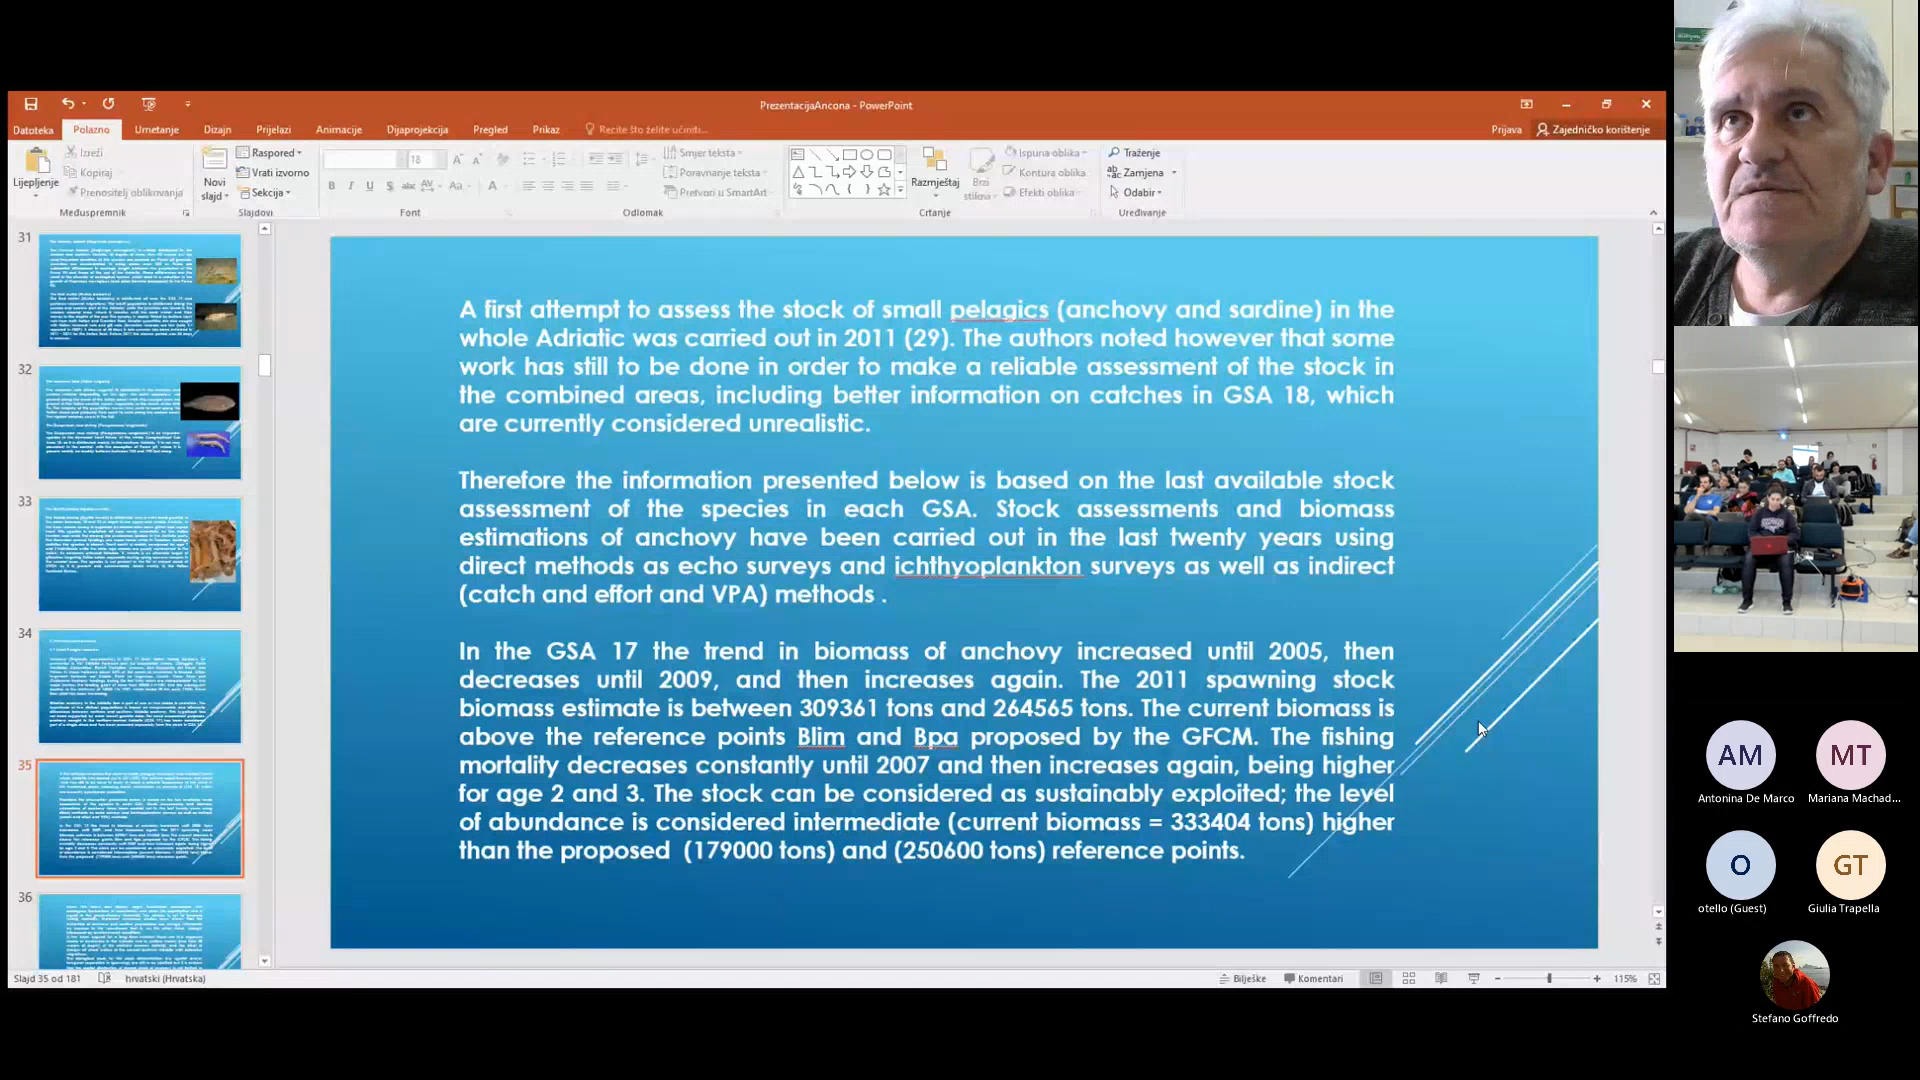 PrezentacijaAncona - PowerPoint
Datoteka Polazno Umetanje Dizajn Prijelazi Animacije Dijaprojekcija Pregled Prikaz Recite što želite učiniti... Prijava Zajedničko korištenje
Lijepljenje
Izreži
Kopiraj
Prenositelj oblikovanja
Međuspremnik
Novi slajd
Raspored
Vrati izvorno
Sekcija
Slajdovi
18
B I U S abc AV Aa A
Font
Smjer teksta
Poravnanje teksta
Pretvori u SmartArt
Odlomak
Razmještaj
Brzi stilovi
Ispuna oblika
Kontura oblika
Efekti oblika
Crtanje
Traženje
Zamjena
Odabir
Uređivanje
31
32
33
34
35
36
A first attempt to assess the stock of small pelagics (anchovy and sardine) in the
whole Adriatic was carried out in 2011 (29). The authors noted however that some
work has still to be done in order to make a reliable assessment of the stock in
the combined areas, including better information on catches in GSA 18, which
are currently considered unrealistic.
Therefore the information presented below is based on the last available stock
assessment of the species in each GSA. Stock assessments and biomass
estimations of anchovy have been carried out in the last twenty years using
direct methods as echo surveys and ichthyoplankton surveys as well as indirect
(catch and effort and VPA) methods .
In the GSA 17 the trend in biomass of anchovy increased until 2005, then
decreases until 2009, and then increases again. The 2011 spawning stock
biomass estimate is between 309361 tons and 264565 tons. The current biomass is
above the reference points Blim and Bpa proposed by the GFCM. The fishing
mortality decreases constantly until 2007 and then increases again, being higher
for age 2 and 3. The stock can be considered as sustainably exploited; the level
of abundance is considered intermediate (current biomass = 333404 tons) higher
than the proposed (179000 tons) and (250600 tons) reference points.
Slajd 35 od 181 hrvatski (Hrvatska) Bilješke Komentari 115%
AM
Antonina De Marco
MT
Mariana Machad...
O
otello (Guest)
GT
Giulia Trapella
Stefano Goffredo